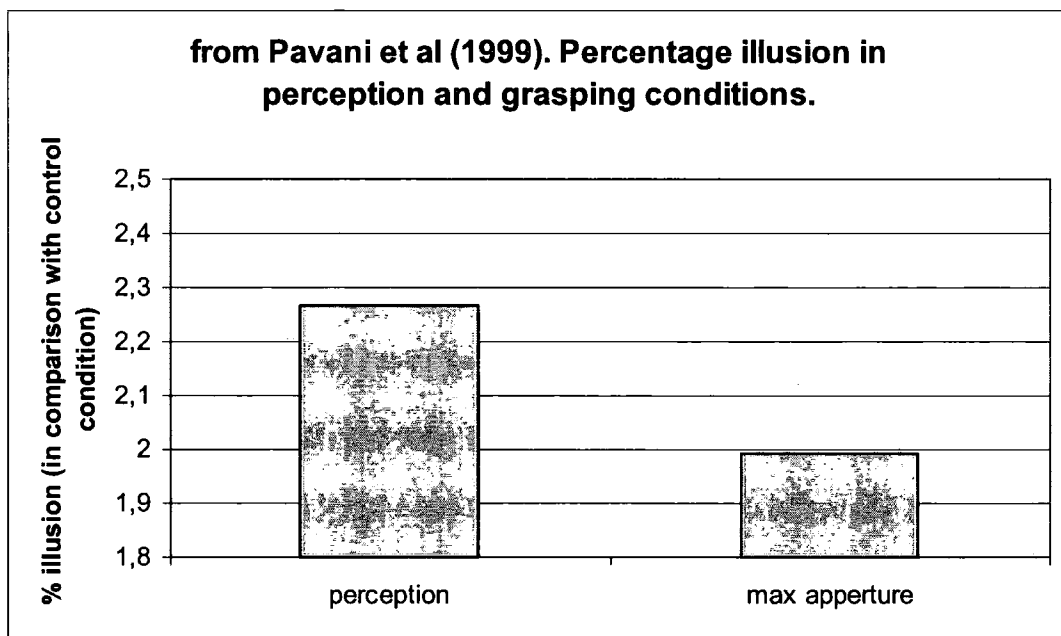 from Pavani et al (1999). Percentage illusion in
perception and grasping conditions.
% illusion (in comparison with control
condition)
2,5
2,4
2,3
2,2
2,1
2
1,9
1,8
perception
max apperture